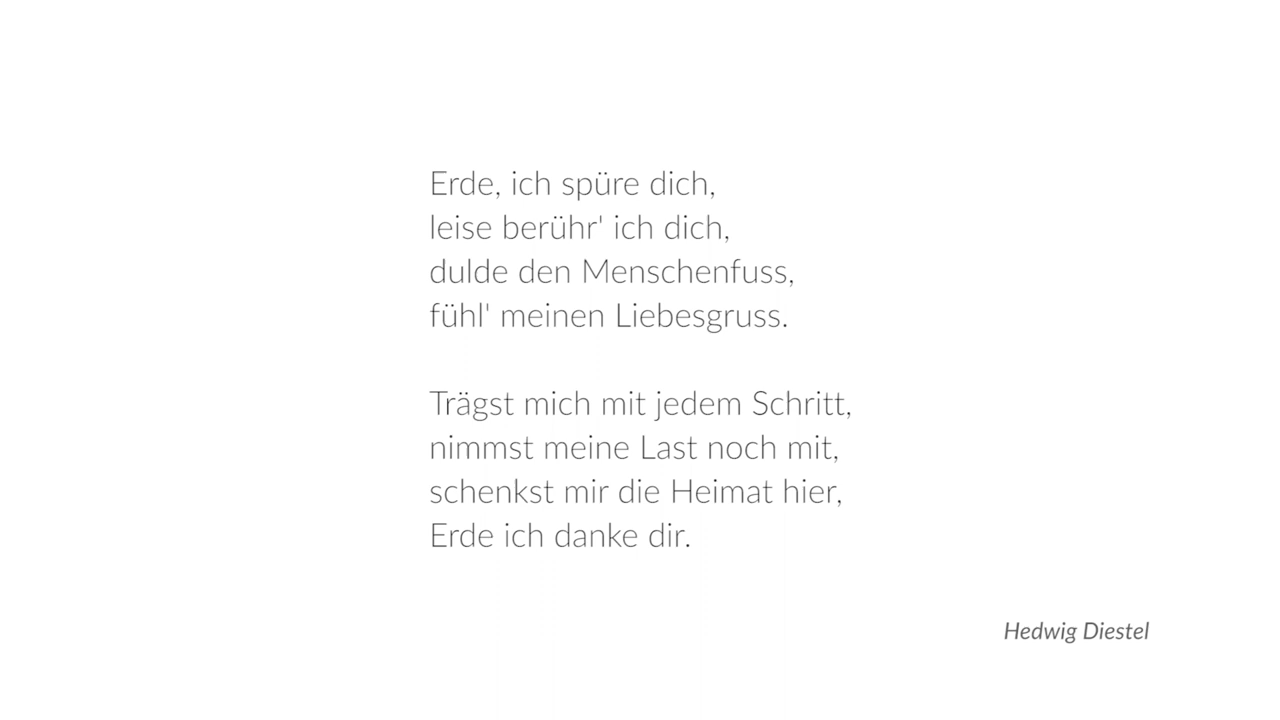 Erde, ich spüre dich,
leise berühr' ich dich,
dulde den Menschenfuss,
fühl' meinen Liebesgruss.
Trägst mich mit jedem Schritt,
nimmst meine Last noch mit,
schenkst mir die Heimat hier,
Erde ich danke dir.
Hedwig Diestel